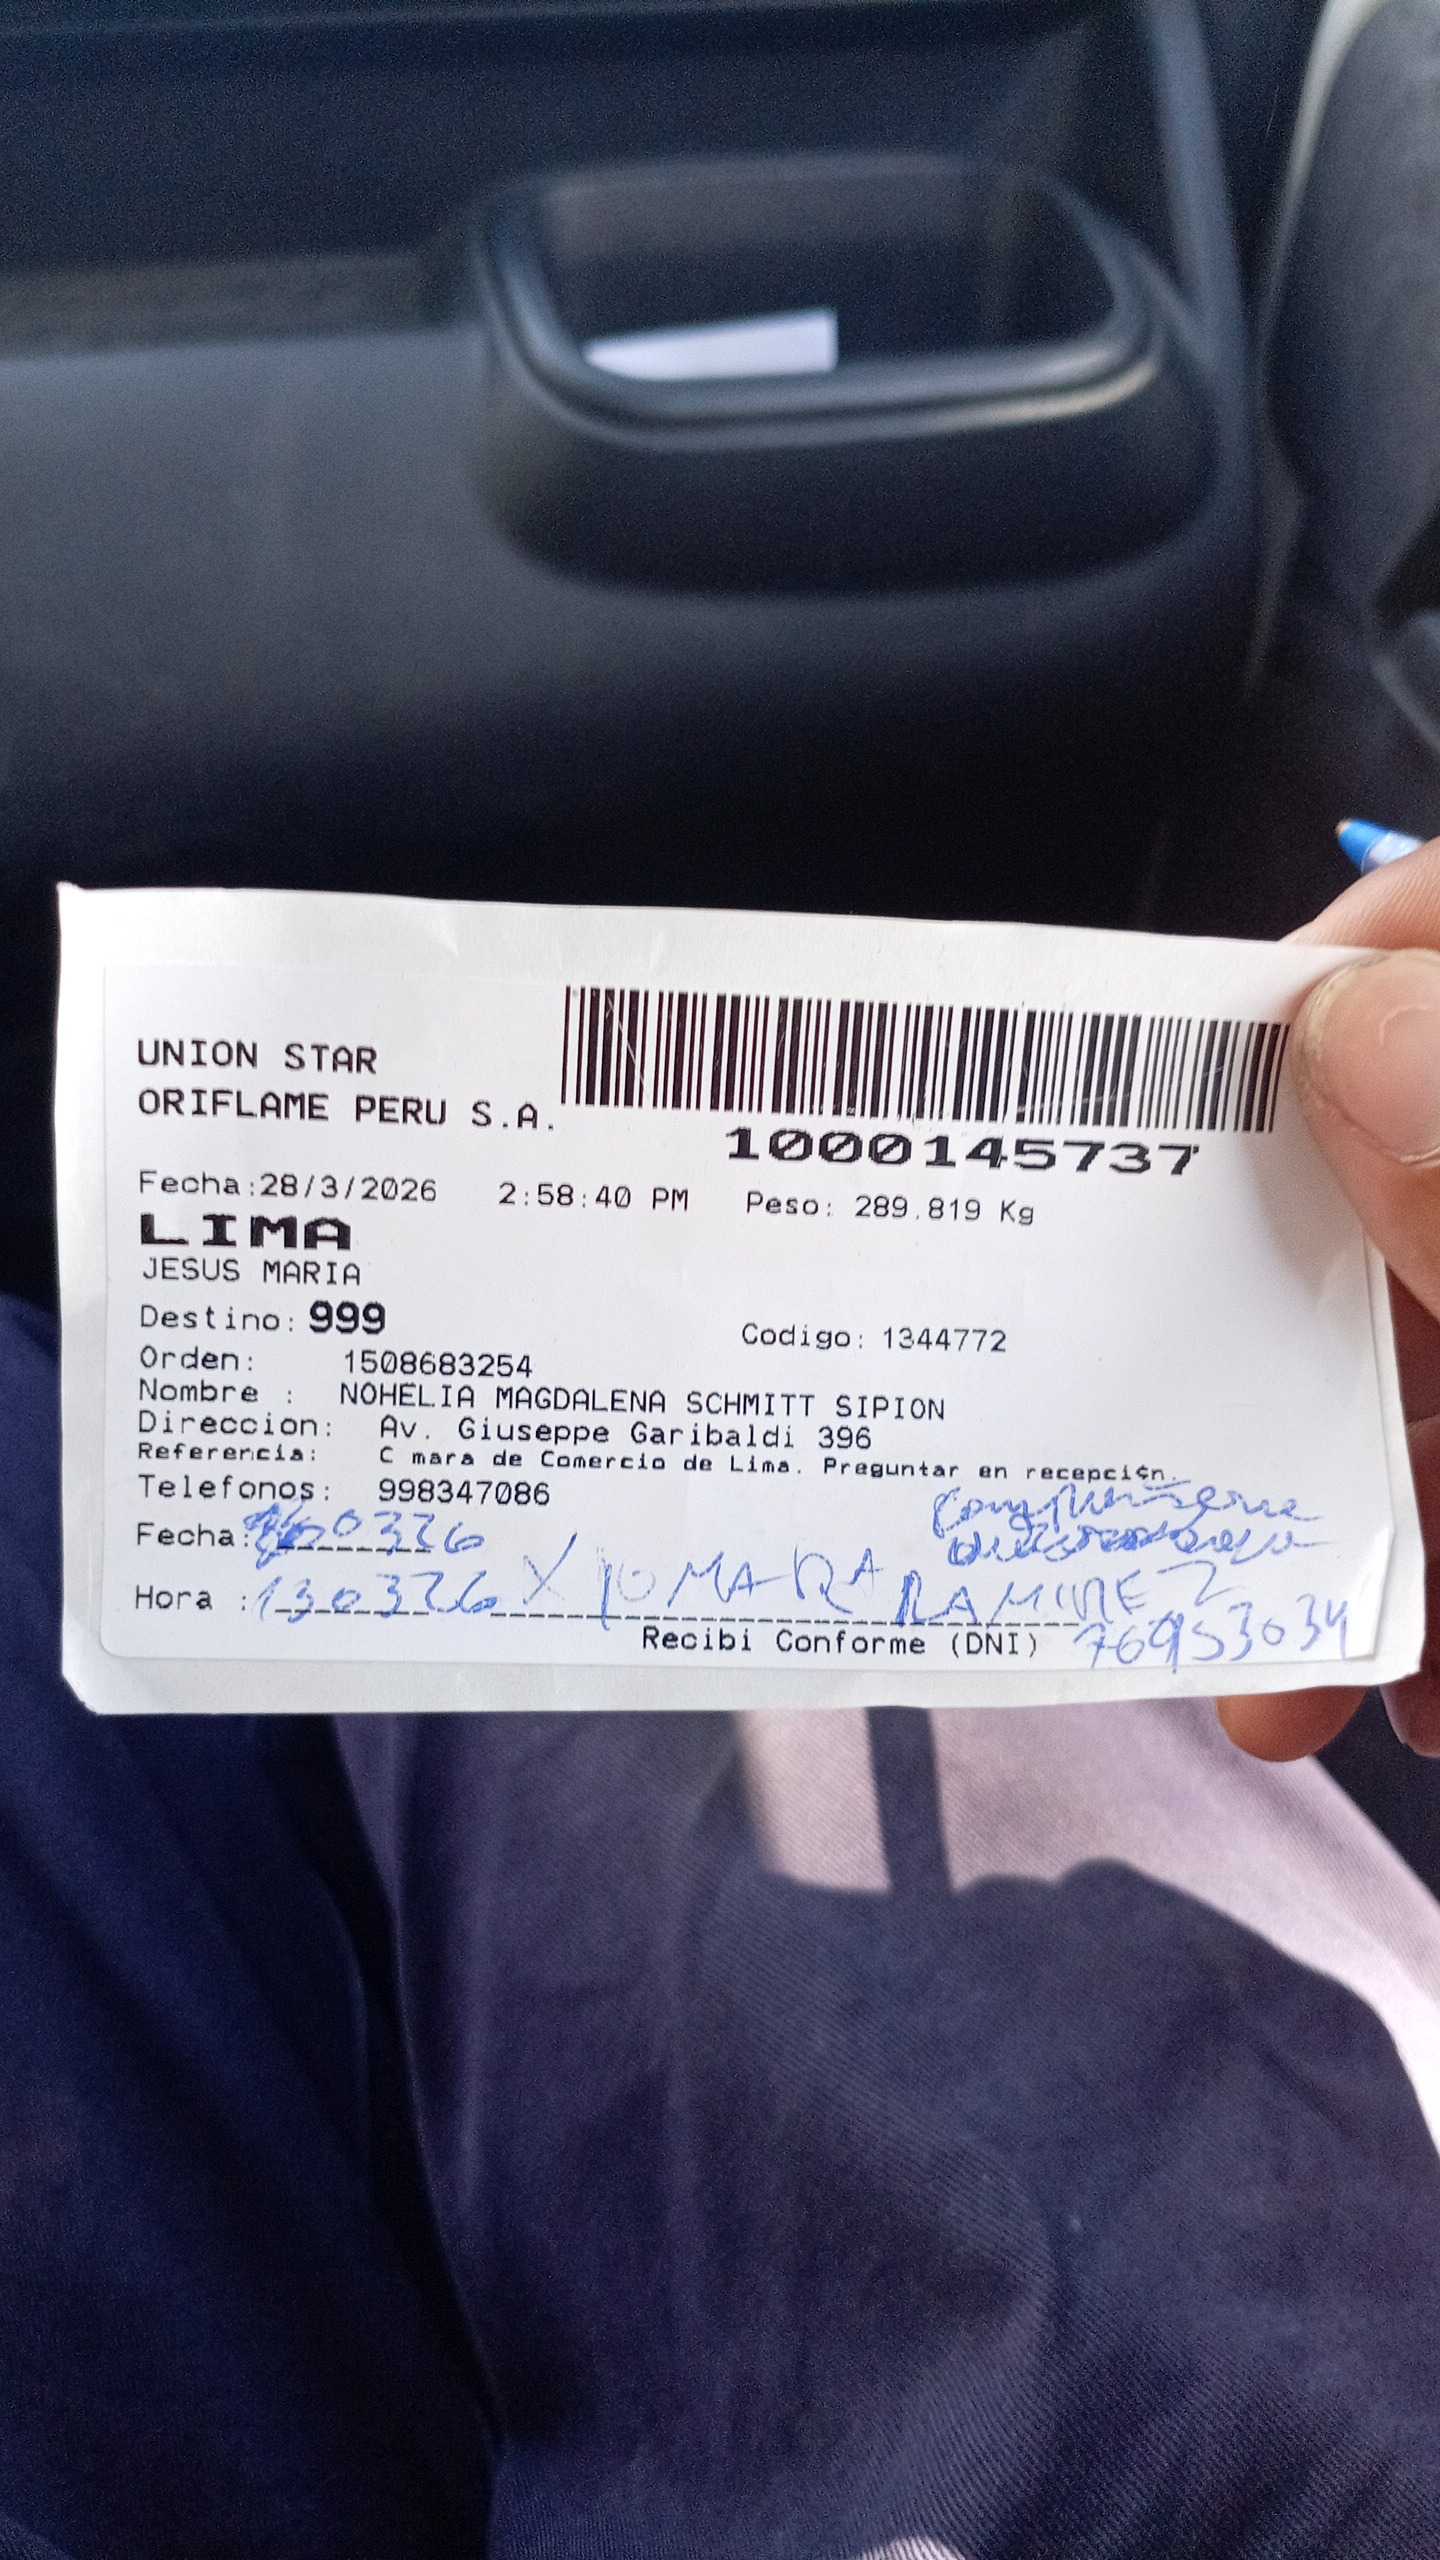 UNION STAR
ORIFLAME PERU S.A.
1000145737
Fecha:28/3/2026 2:58:40 PM Peso: 289.819 Kg
LIMA
JESUS MARIA
Destino: 999 Codigo: 1344772
Orden: 1508683254
Nombre : NOHELIA MAGDALENA SCHMITT SIPION
Direccion: Av. Giuseppe Garibaldi 396
Referencia: C mara de Comercio de Lima. Preguntar en recepci¢n.
Telefonos: 998347086
Fecha:
Hora : 130326 XIOMARA RAMIREZ
Recibi Conforme (DNI) 76953034